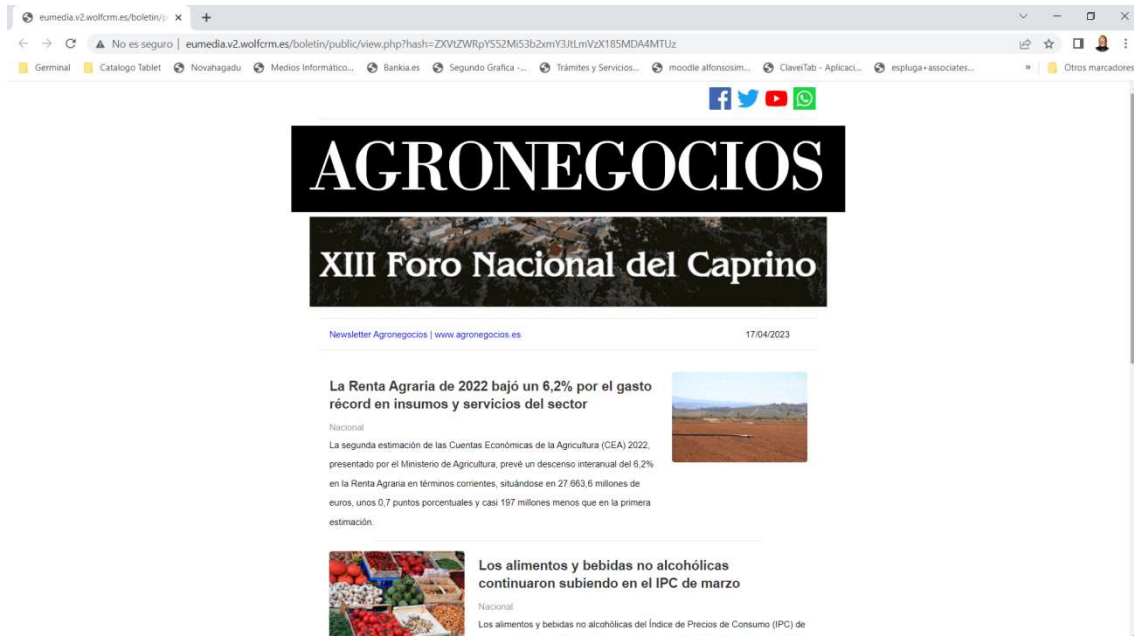 eumedia.v2.wolfcrm.es/boletin/p
No es seguro | eumedia.v2.wolfcrm.es/boletin/public/view.php?hash=ZXVtZWRpYS52Mi53b2xmY3JtLmVzX185MDA4MTUz
Germinal Catalogo Tablet Novahagadu Medios Informátic... Bankia.es Segundo Grafica -... Trámites y Servicios... moodle alfonsosim... ClaveiTab - Aplicaci... espluga+associates... » Otros marcadores
AGRONEGOCIOS
XIII Foro Nacional del Caprino
Newsletter Agronegocios | www.agronegocios.es 17/04/2023
La Renta Agraria de 2022 bajó un 6,2% por el gasto
récord en insumos y servicios del sector
Nacional
La segunda estimación de las Cuentas Económicas de la Agricultura (CEA) 2022,
presentado por el Ministerio de Agricultura, prevé un descenso interanual del 6,2%
en la Renta Agraria en términos corrientes, situándose en 27.663,6 millones de
euros, unos 0,7 puntos porcentuales y casi 197 millones menos que en la primera
estimación.
Los alimentos y bebidas no alcohólicas
continuaron subiendo en el IPC de marzo
Nacional
Los alimentos y bebidas no alcohólicas del Índice de Precios de Consumo (IPC) de